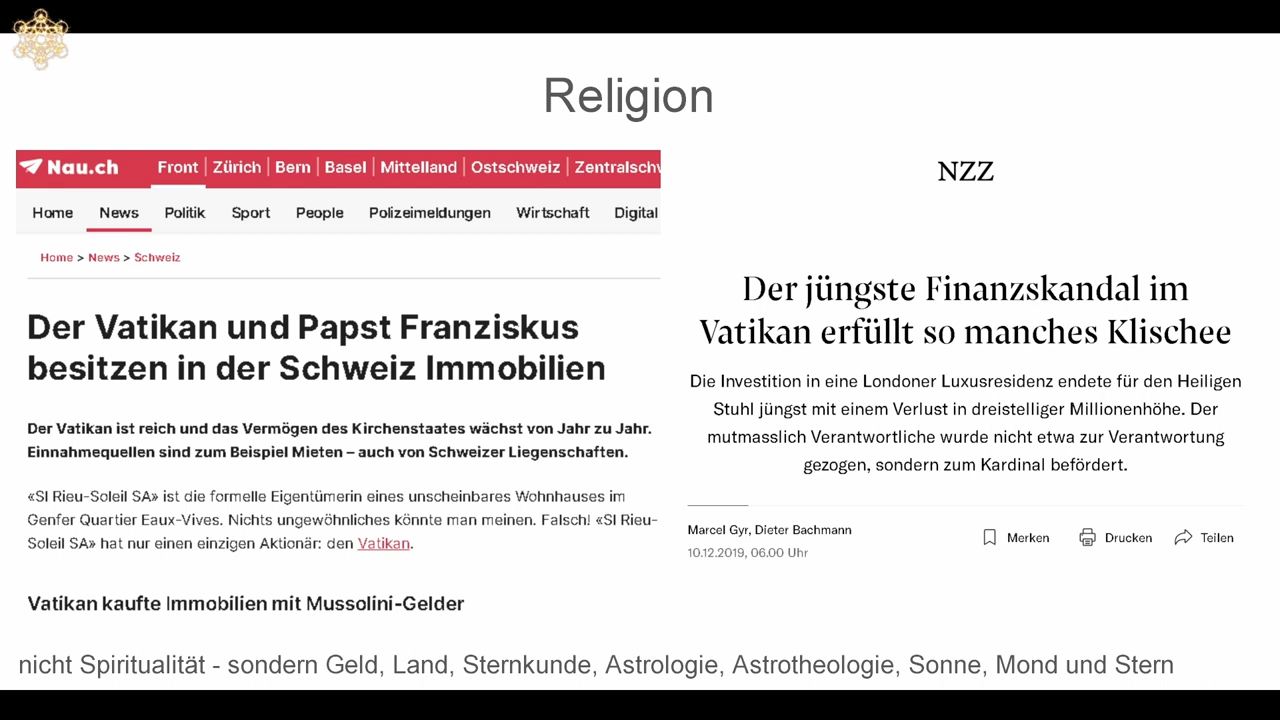 Religion
Nau.ch
Front | Zürich | Bern | Basel | Mittelland | Ostschweiz | Zentralschw
Home News Politik Sport People Polizeimeldungen Wirtschaft Digital
Home > News > Schweiz
Der Vatikan und Papst Franziskus
besitzen in der Schweiz Immobilien
Der Vatikan ist reich und das Vermögen des Kirchenstaates wächst von Jahr zu Jahr.
Einnahmequellen sind zum Beispiel Mieten – auch von Schweizer Liegenschaften.
«SI Rieu-Soleil SA» ist die formelle Eigentümerin eines unscheinbares Wohnhauses im
Genfer Quartier Eaux-Vives. Nichts ungewöhnliches könnte man meinen. Falsch! «SI Rieu-
Soleil SA» hat nur einen einzigen Aktionär: den Vatikan.
Vatikan kaufte Immobilien mit Mussolini-Gelder
NZZ
Der jüngste Finanzskandal im
Vatikan erfüllt so manches Klischee
Die Investition in eine Londoner Luxusresidenz endete für den Heiligen
Stuhl jüngst mit einem Verlust in dreistelliger Millionenhöhe. Der
mutmasslich Verantwortliche wurde nicht etwa zur Verantwortung
gezogen, sondern zum Kardinal befördert.
Marcel Gyr, Dieter Bachmann
10.12.2019, 06.00 Uhr
Merken Drucken Teilen
nicht Spiritualität - sondern Geld, Land, Sternkunde, Astrologie, Astrotheologie, Sonne, Mond und Stern